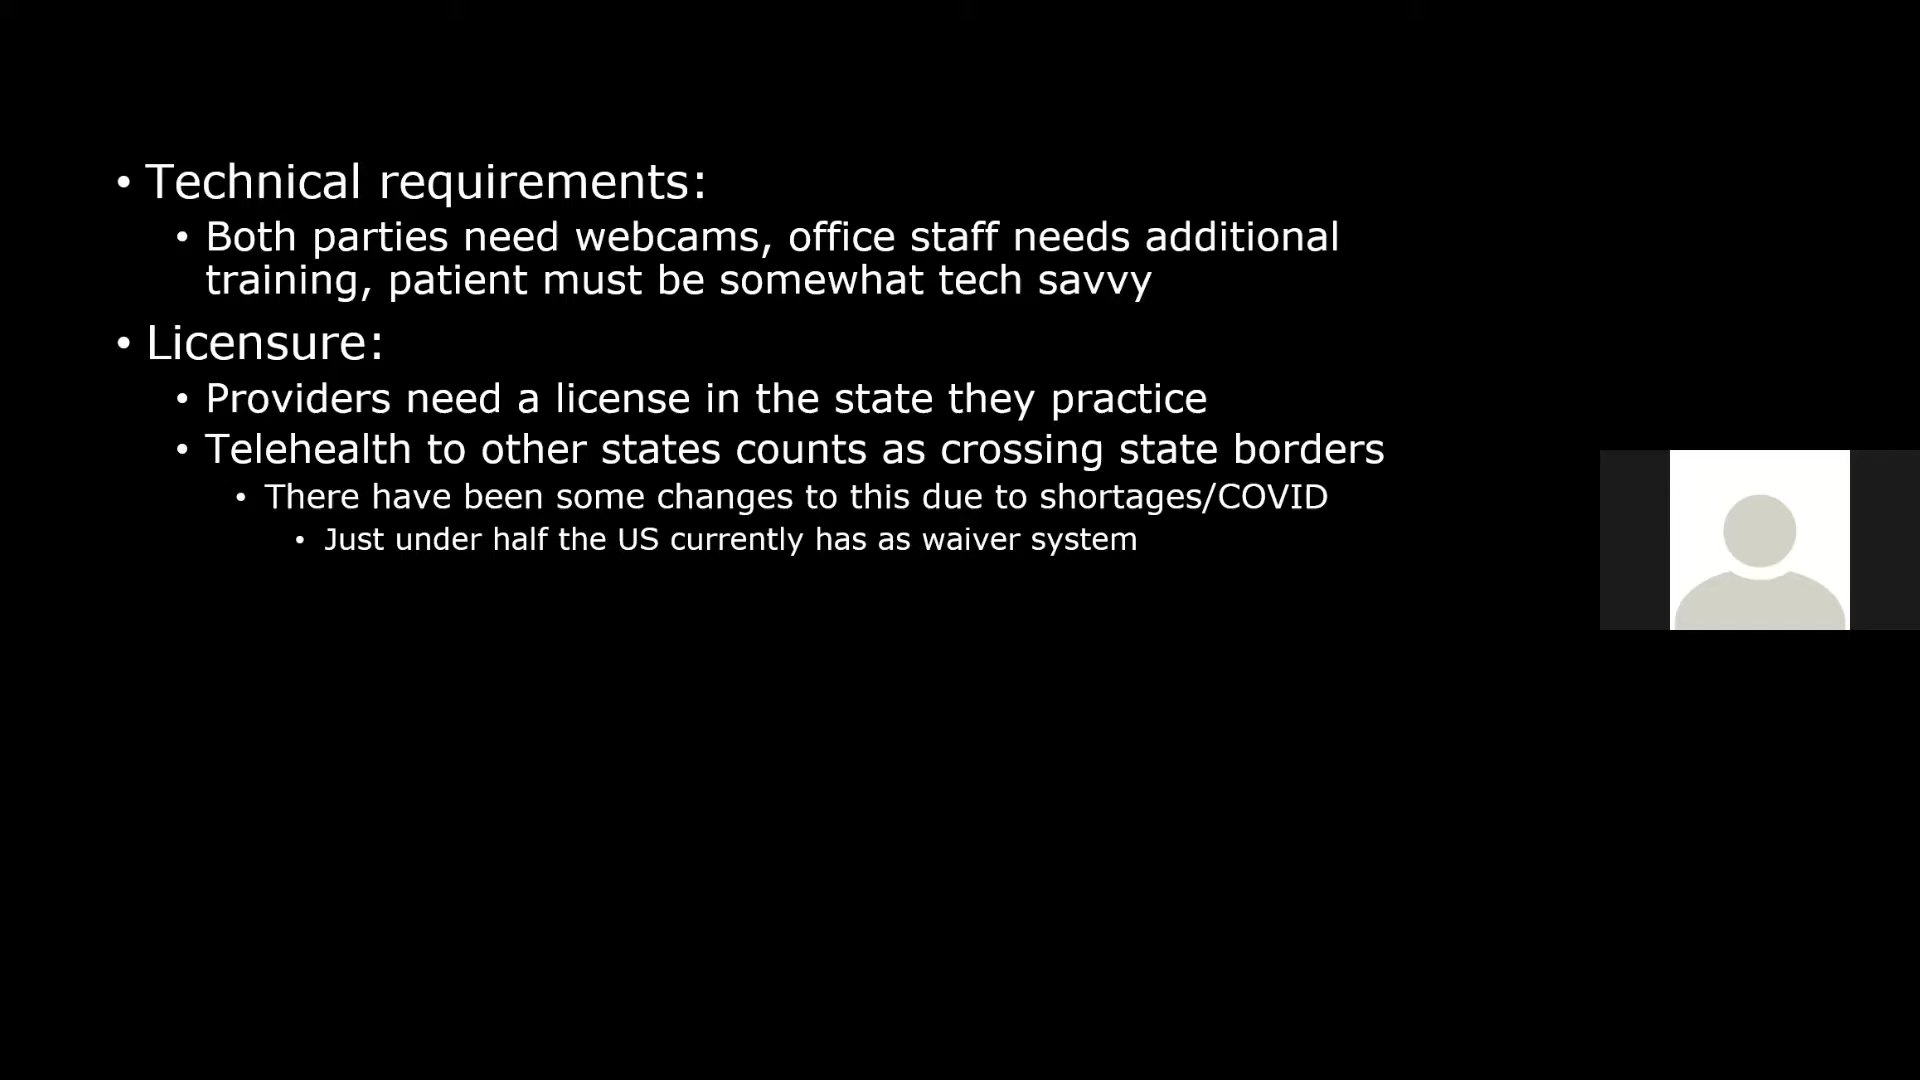 • Technical requirements:
• Both parties need webcams, office staff needs additional
training, patient must be somewhat tech savvy
• Licensure:
• Providers need a license in the state they practice
• Telehealth to other states counts as crossing state borders
• There have been some changes to this due to shortages/COVID
• Just under half the US currently has as waiver system